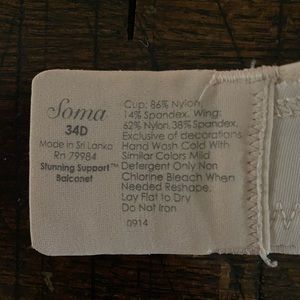 Soma
34D
Made in Sri Lanka
Rn 79984
Stunning Support™
Balconet
Cup: 86% Nylon,
14% Spandex. Wing:
62% Nylon, 38% Spandex,
Exclusive of decorations
Hand Wash Cold With
Similar Colors Mild
Detergent Only Non
Chlorine Bleach When
Needed Reshape,
Lay Flat to Dry
Do Not Iron
0914